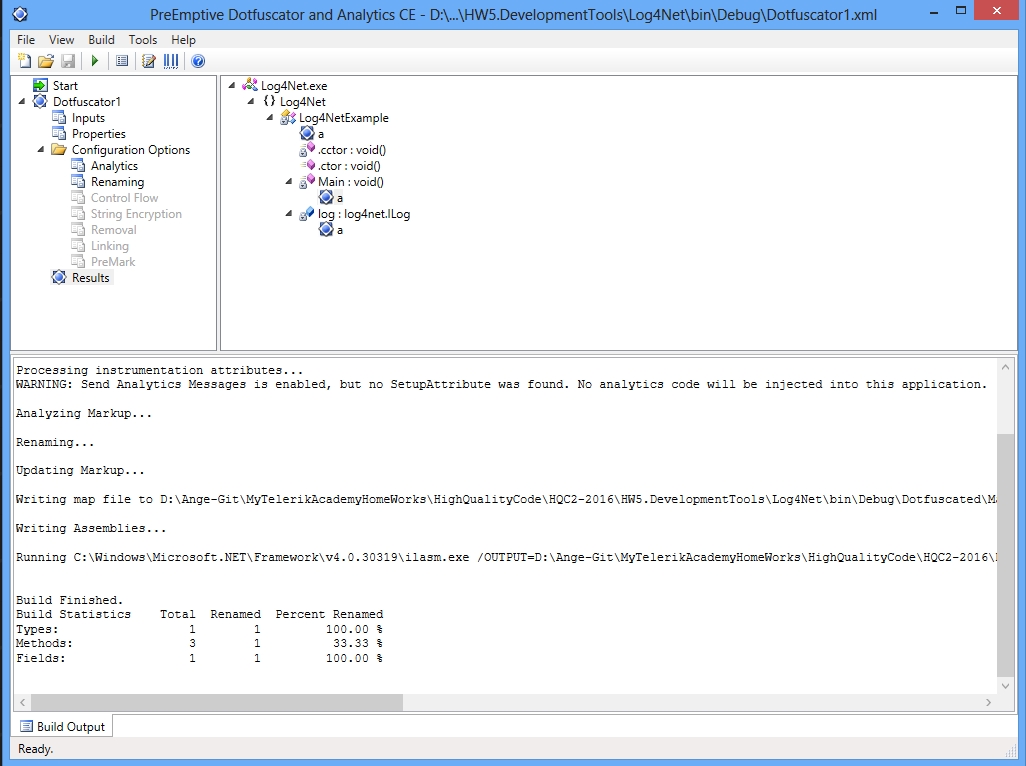 PreEmptive Dotfuscator and Analytics CE - D:\...\HW5.DevelopmentTools\Log4Net\bin\Debug\Dotfuscator1.xml
File View Build Tools Help
Start
Dotfuscator1
Inputs
Properties
Configuration Options
Analytics
Renaming
Control Flow
String Encryption
Removal
Linking
PreMark
Results
Log4Net.exe
{} Log4Net
Log4NetExample
a
.cctor : void()
.ctor : void()
Main : void()
a
log : log4net.ILog
a
Processing instrumentation attributes...
WARNING: Send Analytics Messages is enabled, but no SetupAttribute was found. No analytics code will be injected into this application.
Analyzing Markup...
Renaming...
Updating Markup...
Writing map file to D:\Ange-Git\MyTelerikAcademyHomeWorks\HighQualityCode\HQC2-2016\HW5.DevelopmentTools\Log4Net\bin\Debug\Dotfuscated\M
Writing Assemblies...
Running C:\Windows\Microsoft.NET\Framework\v4.0.30319\ilasm.exe /OUTPUT=D:\Ange-Git\MyTelerikAcademyHomeWorks\HighQualityCode\HQC2-2016\
Build Finished.
Build Statistics Total Renamed Percent Renamed
Types: 1 1 100.00 %
Methods: 3 1 33.33 %
Fields: 1 1 100.00 %
Build Output
Ready.